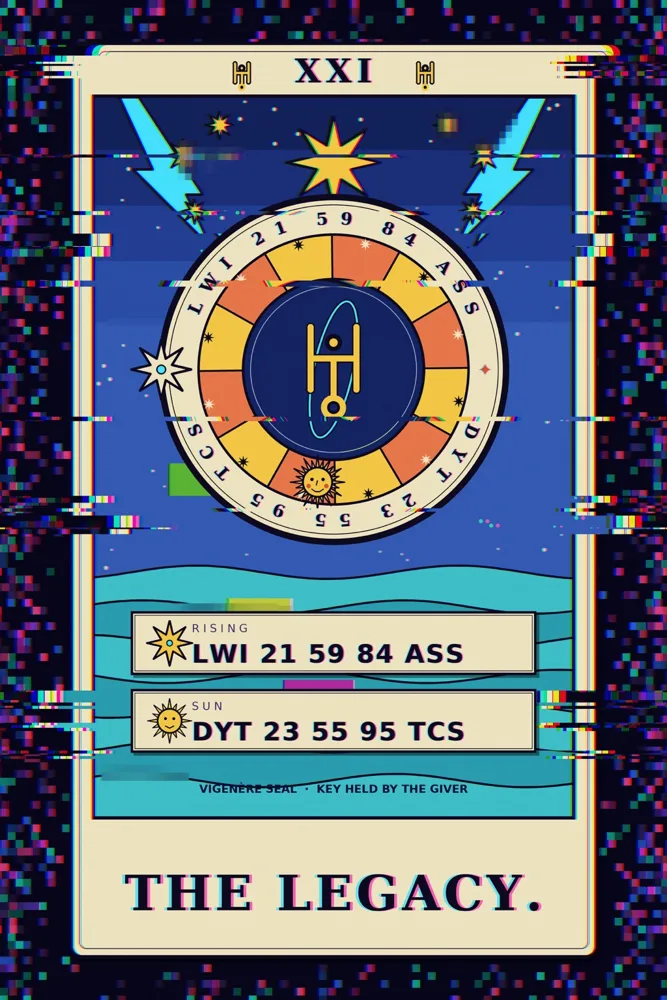 XXI
LWI 21 59 84 ASS
DYT 23 55 95 TCS
RISING
LWI 21 59 84 ASS
SUN
DYT 23 55 95 TCS
VIGENÈRE SEAL · KEY HELD BY THE GIVER
THE LEGACY.